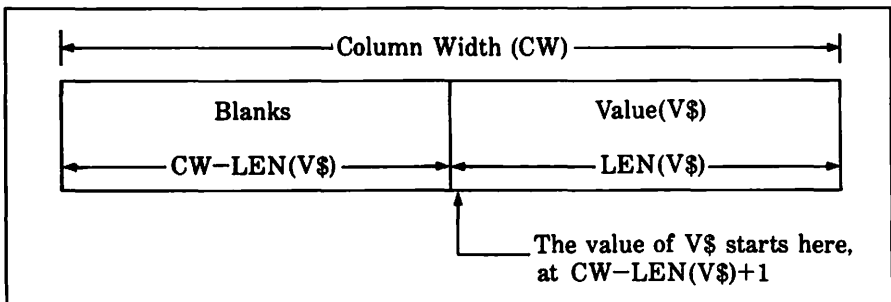 Column Width (CW)
Blanks
Value(V$)
CW−LEN(V$)
LEN(V$)
The value of V$ starts here,
at CW−LEN(V$)+1